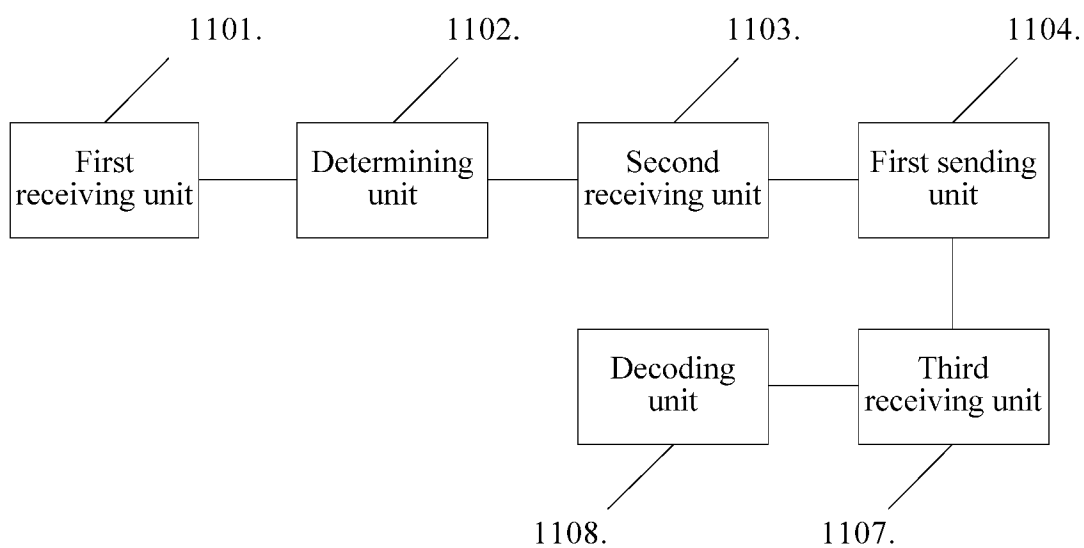 1101.
1102.
1103.
1104.
First
receiving unit
Determining
unit
Second
receiving unit
First sending
unit
Decoding
unit
Third
receiving unit
1108.
1107.